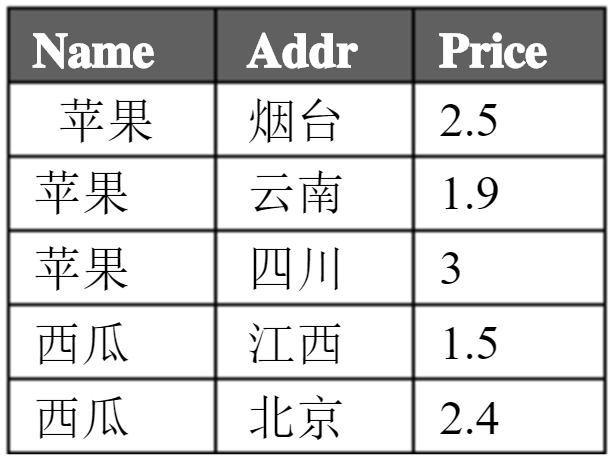 Name Addr Price
苹果 烟台 2.5
苹果 云南 1.9
苹果 四川 3
西瓜 江西 1.5
西瓜 北京 2.4